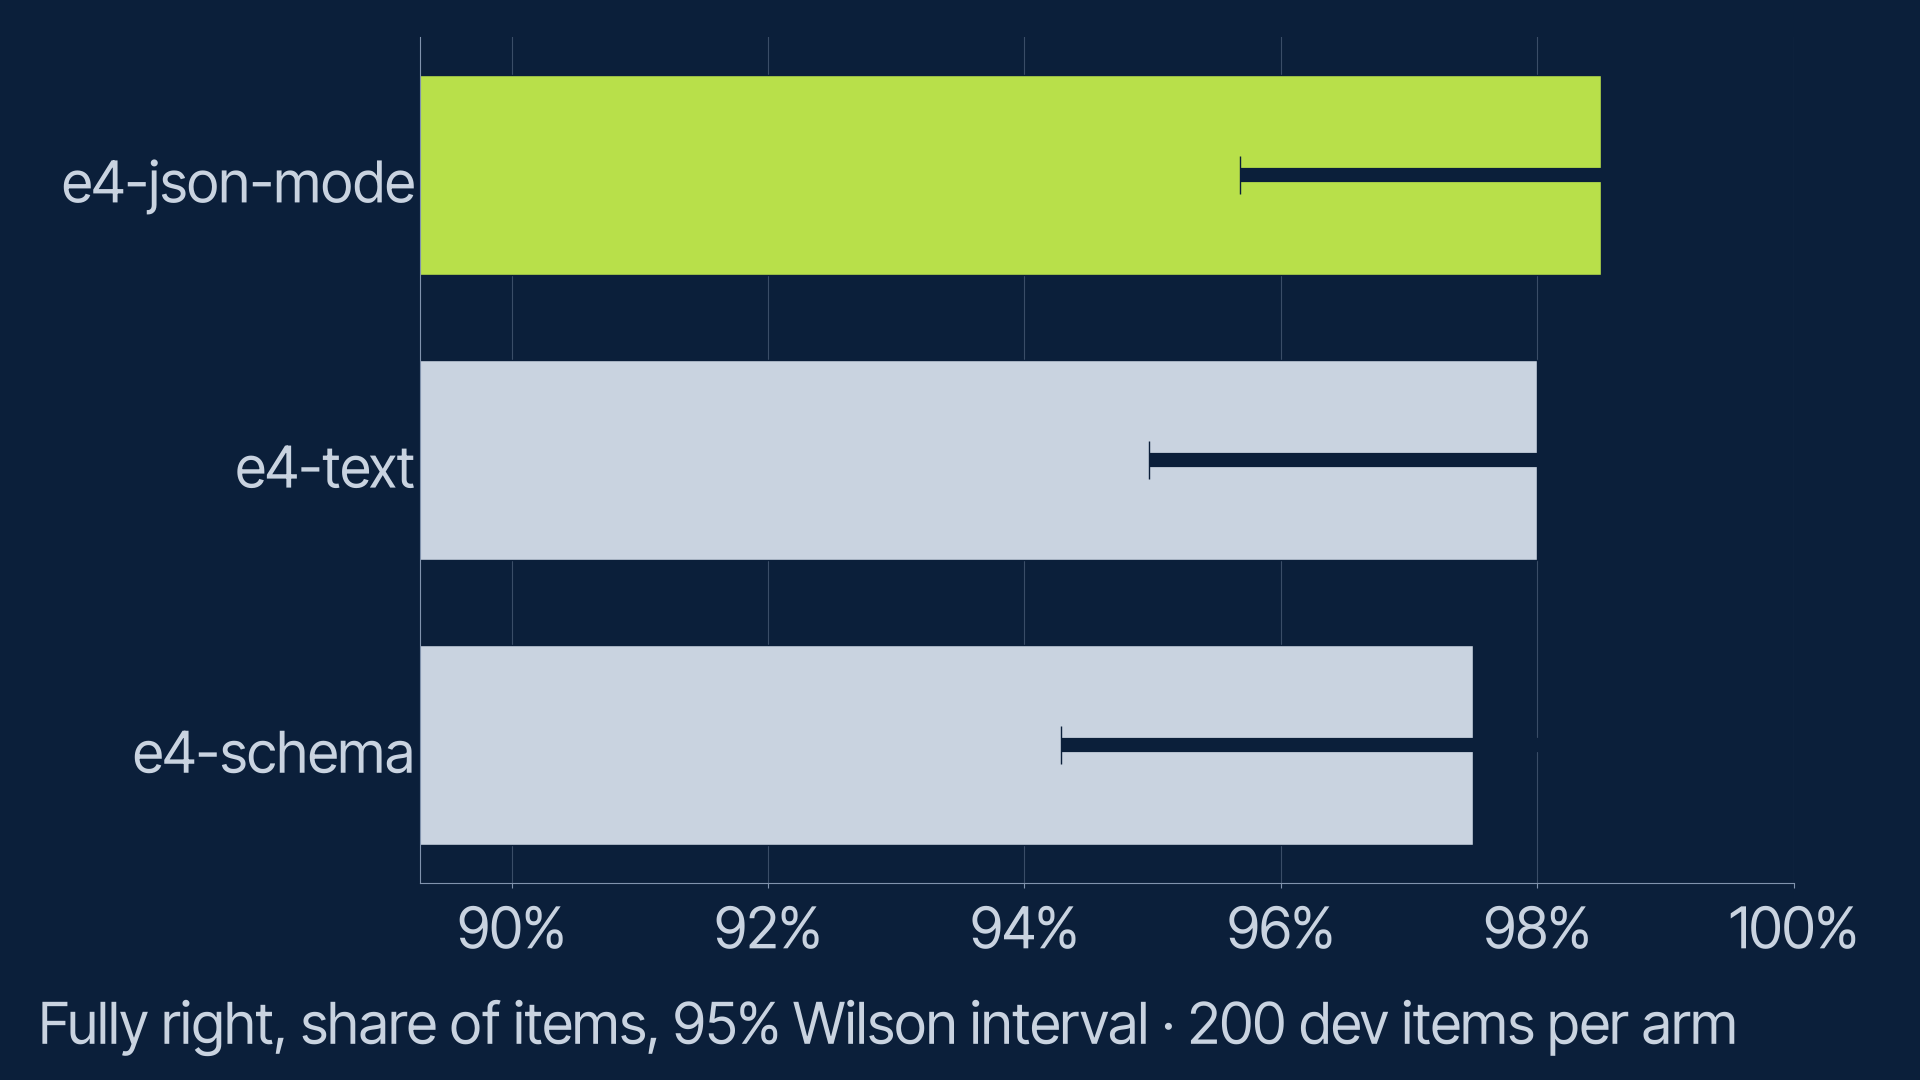 e4-json-mode
e4-text
e4-schema
90% 92% 94% 96% 98% 100%
Fully right, share of items, 95% Wilson interval · 200 dev items per arm